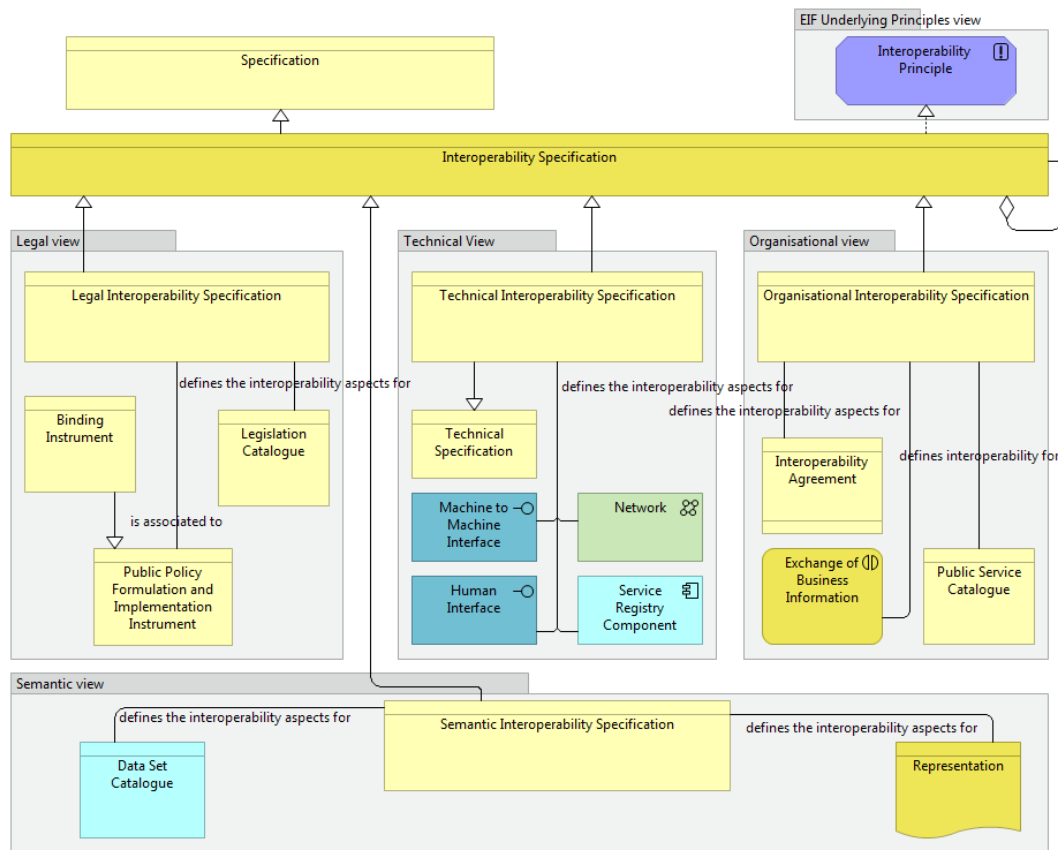 EIF Underlying Principles view
Interoperability
Principle
Specification
Interoperability Specification
Legal view
Technical View
Organisational view
Legal Interoperability Specification
Technical Interoperability Specification
Organisational Interoperability Specification
defines the interoperability aspects for
defines the interoperability aspects for
defines the interoperability aspects for
defines interoperability for
Binding
Instrument
Legislation
Catalogue
Technical
Specification
Interoperability
Agreement
is associated to
Machine to
Machine
Interface
Network
Public Policy
Formulation and
Implementation
Instrument
Human
Interface
Service
Registry
Component
Exchange of
Business
Information
Public Service
Catalogue
Semantic view
defines the interoperability aspects for
Semantic Interoperability Specification
defines the interoperability aspects for
Data Set
Catalogue
Representation